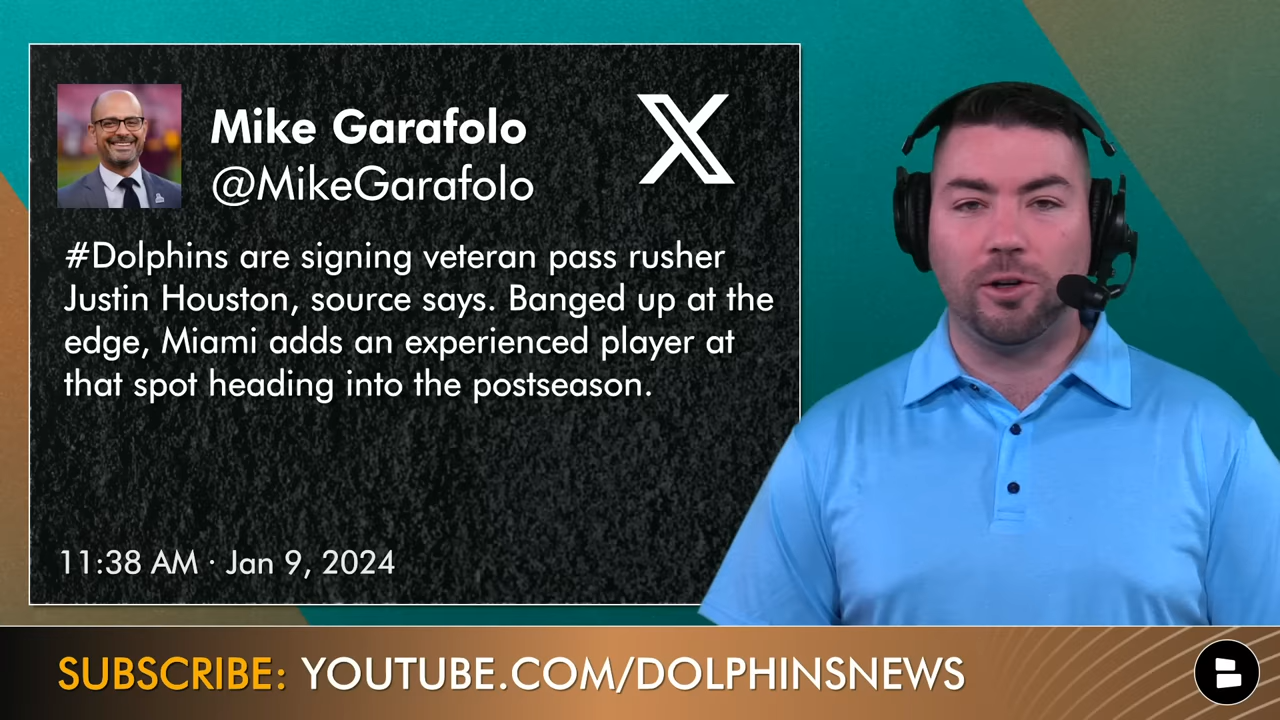 Mike Garafolo
@MikeGarafolo
#Dolphins are signing veteran pass rusher
Justin Houston, source says. Banged up at the
edge, Miami adds an experienced player at
that spot heading into the postseason.
11:38 AM · Jan 9, 2024
SUBSCRIBE: YOUTUBE.COM/DOLPHINSNEWS